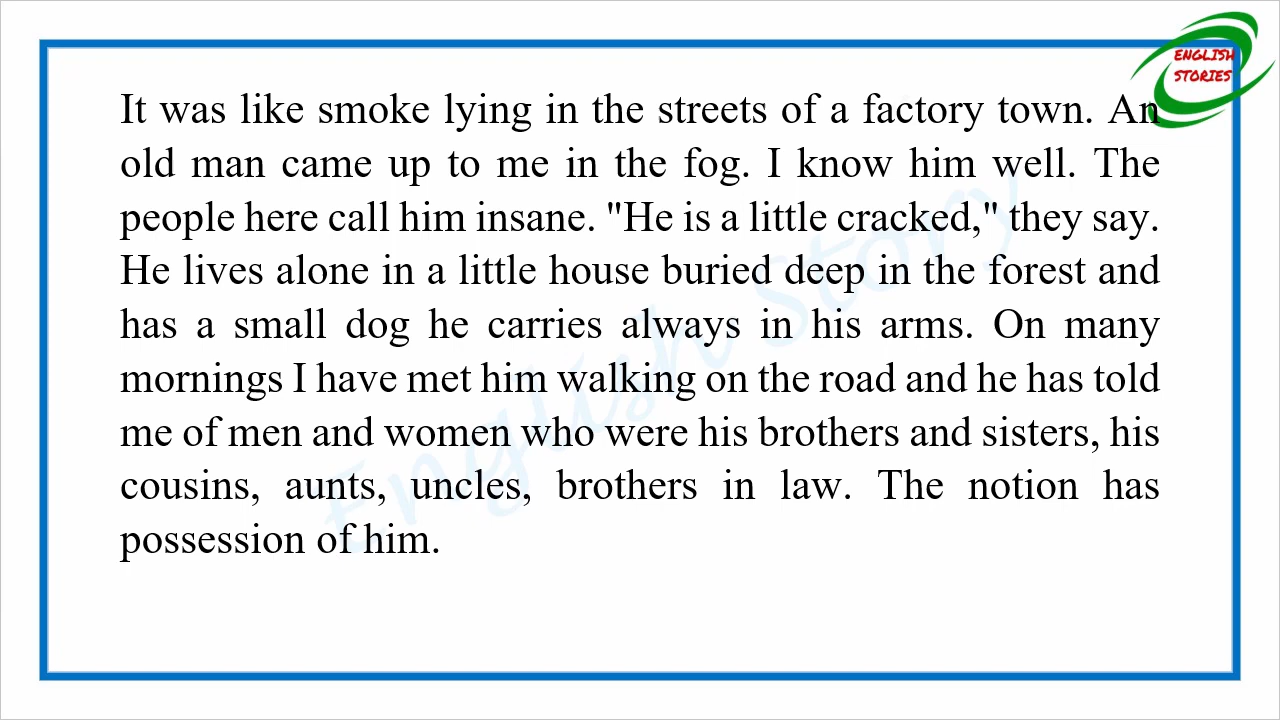 ENGLISH
STORIES
It was like smoke lying in the streets of a factory town. An
old man came up to me in the fog. I know him well. The
people here call him insane. "He is a little cracked," they say.
He lives alone in a little house buried deep in the forest and
has a small dog he carries always in his arms. On many
mornings I have met him walking on the road and he has told
me of men and women who were his brothers and sisters, his
cousins, aunts, uncles, brothers in law. The notion has
possession of him.
English Story